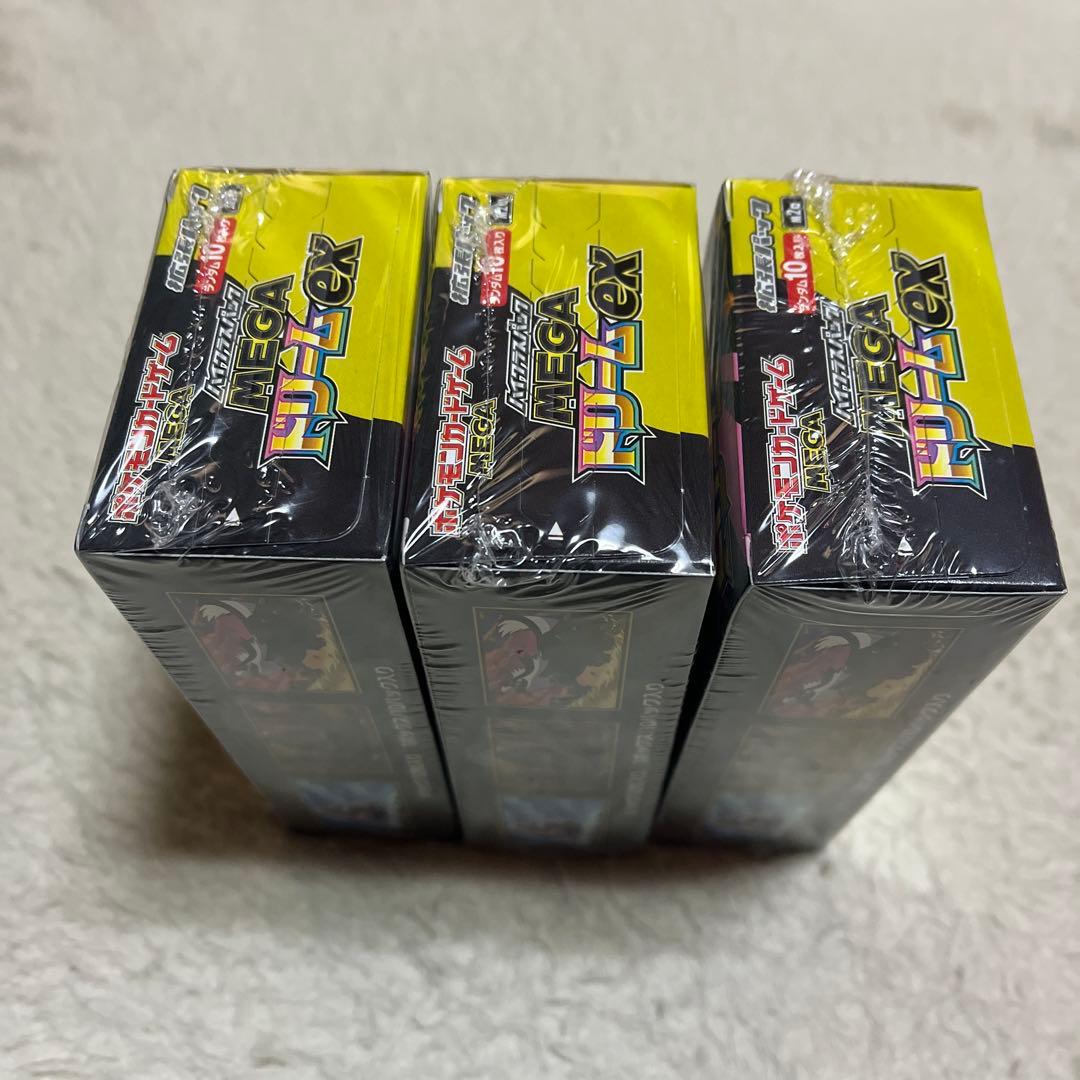 拡張パック
ランダム10枚入り
ポケモンカードゲーム
MEGA
ハイクラスパック
MEGA
ドリームex
拡張パック
ランダム10枚入り
ポケモンカードゲーム
MEGA
ハイクラスパック
MEGA
ドリームex
拡張パック
ランダム10枚入り
ポケモンカードゲーム
MEGA
ハイクラスパック
MEGA
ドリームex